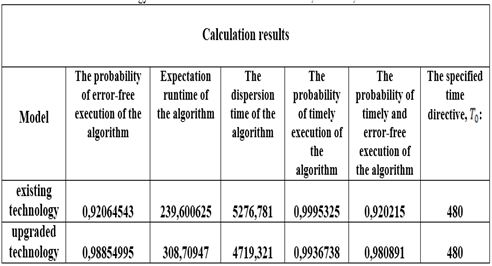 Calculation results
Model
The probability
of error-free
execution of the
algorithm
Expectation
runtime of
the algorithm
The
dispersion
time of the
algorithm
The
probability
of timely
execution of
the
algorithm
The
probability of
timely and
error-free
execution of
the algorithm
The specified
time
directive, T₀:
existing
technology
0,92064543
239,600625
5276,781
0,9995325
0,920215
480
upgraded
technology
0,98854995
308,70947
4719,321
0,9936738
0,980891
480